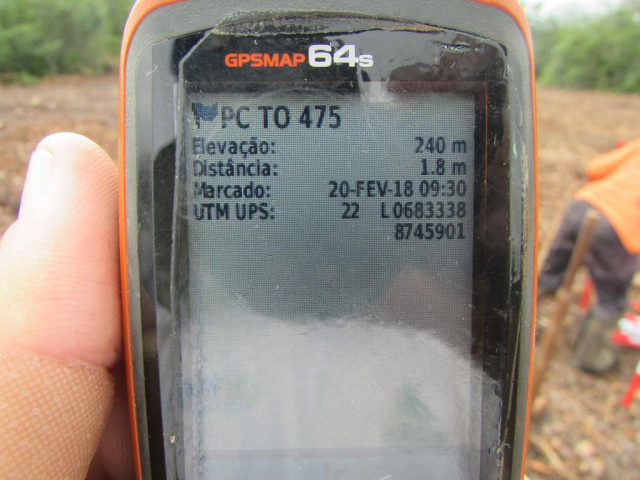 GPSMAP 64s
PC TO 475
Elevação: 240 m
Distância: 1.8 m
Marcado: 20-FEV-18 09:30
UTM UPS: 22 L 0683338
8745901